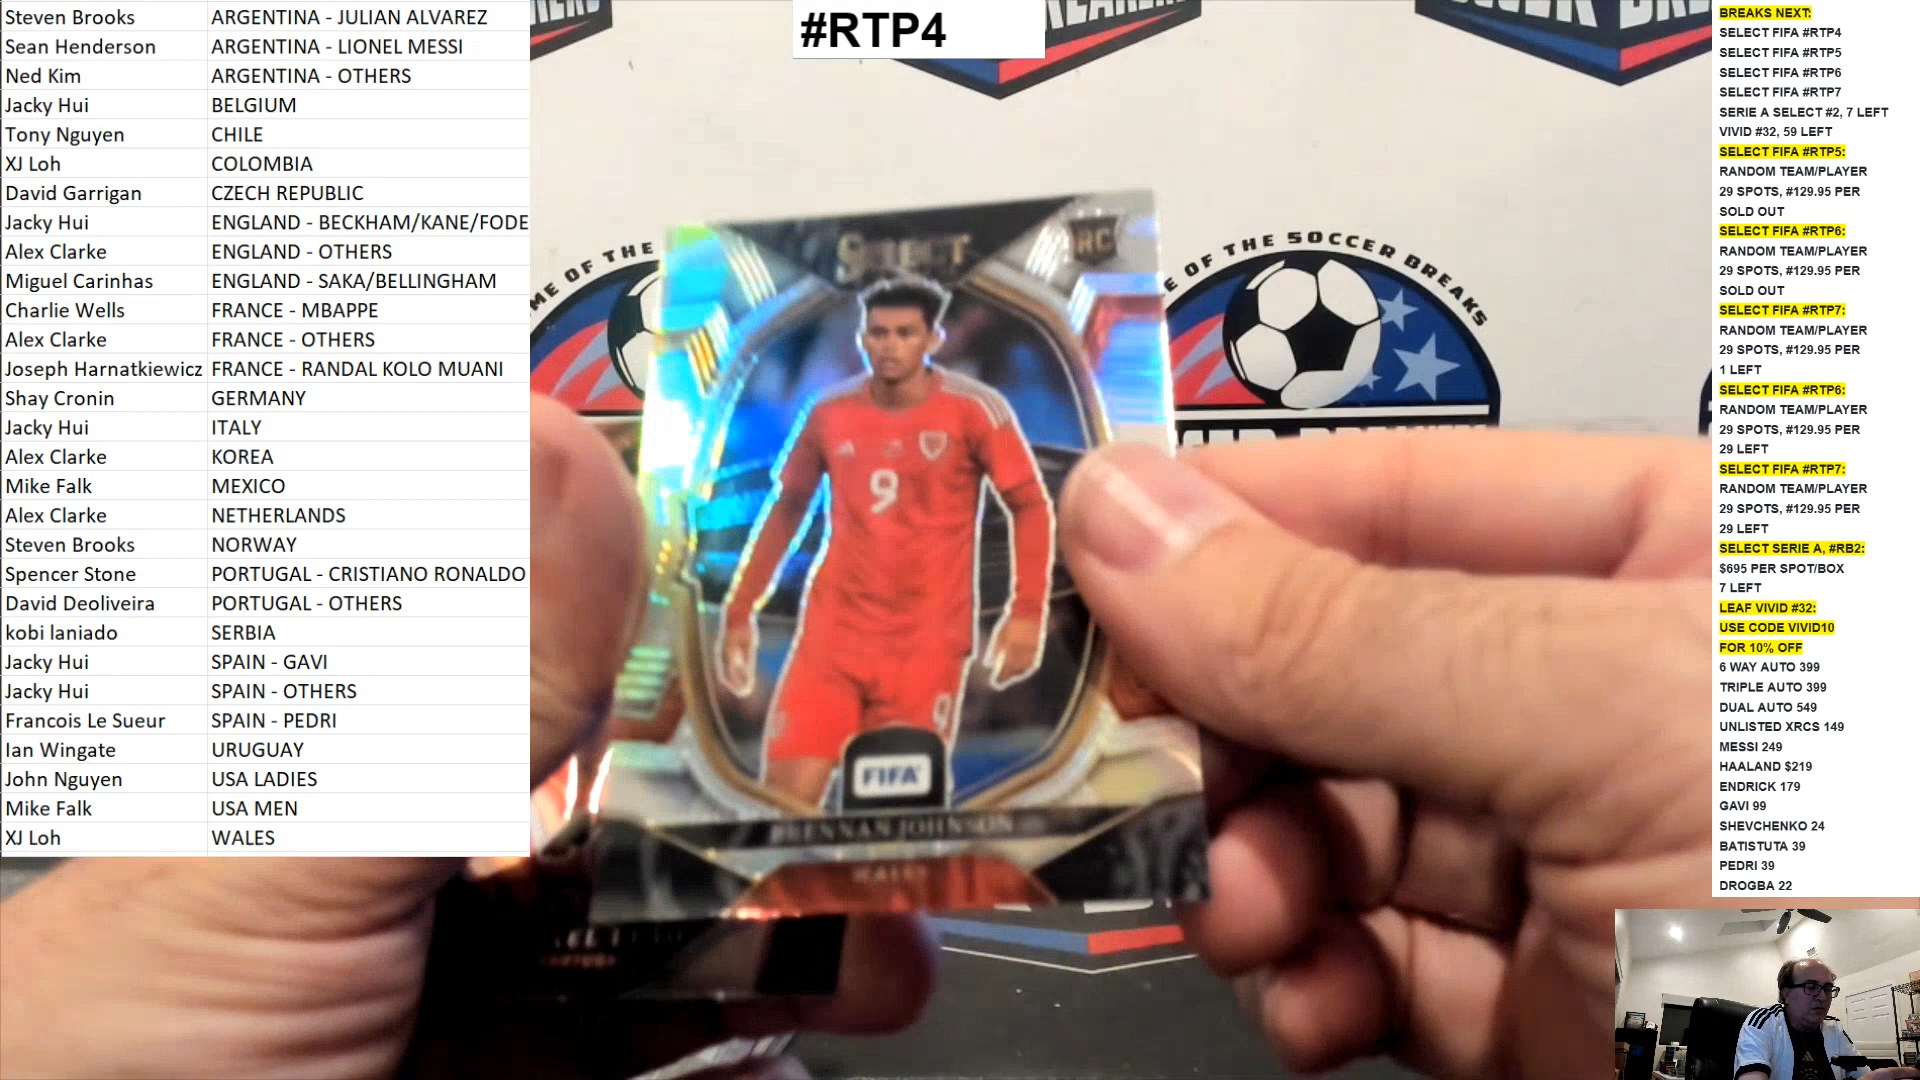 #RTP4
Steven Brooks ARGENTINA - JULIAN ALVAREZ
Sean Henderson ARGENTINA - LIONEL MESSI
Ned Kim ARGENTINA - OTHERS
Jacky Hui BELGIUM
Tony Nguyen CHILE
XJ Loh COLOMBIA
David Garrigan CZECH REPUBLIC
Jacky Hui ENGLAND - BECKHAM/KANE/FODE
Alex Clarke ENGLAND - OTHERS
Miguel Carinhas ENGLAND - SAKA/BELLINGHAM
Charlie Wells FRANCE - MBAPPE
Alex Clarke FRANCE - OTHERS
Joseph Harnatkiewicz FRANCE - RANDAL KOLO MUANI
Shay Cronin GERMANY
Jacky Hui ITALY
Alex Clarke KOREA
Mike Falk MEXICO
Alex Clarke NETHERLANDS
Steven Brooks NORWAY
Spencer Stone PORTUGAL - CRISTIANO RONALDO
David Deoliveira PORTUGAL - OTHERS
kobi laniado SERBIA
Jacky Hui SPAIN - GAVI
Jacky Hui SPAIN - OTHERS
Francois Le Sueur SPAIN - PEDRI
Ian Wingate URUGUAY
John Nguyen USA LADIES
Mike Falk USA MEN
XJ Loh WALES
OF THE
OF THE SOCCER BREAKS
SELECT
RC
9
9
FIFA
BRENNAN JOHNSON
WALES
BREAKS NEXT:
SELECT FIFA #RTP4
SELECT FIFA #RTP5
SELECT FIFA #RTP6
SELECT FIFA #RTP7
SERIE A SELECT #2, 7 LEFT
VIVID #32, 59 LEFT
SELECT FIFA #RTP5:
RANDOM TEAM/PLAYER
29 SPOTS, #129.95 PER
SOLD OUT
SELECT FIFA #RTP6:
RANDOM TEAM/PLAYER
29 SPOTS, #129.95 PER
SOLD OUT
SELECT FIFA #RTP7:
RANDOM TEAM/PLAYER
29 SPOTS, #129.95 PER
1 LEFT
SELECT FIFA #RTP6:
RANDOM TEAM/PLAYER
29 SPOTS, #129.95 PER
29 LEFT
SELECT FIFA #RTP7:
RANDOM TEAM/PLAYER
29 SPOTS, #129.95 PER
29 LEFT
SELECT SERIE A, #RB2:
$695 PER SPOT/BOX
7 LEFT
LEAF VIVID #32:
USE CODE VIVID10
FOR 10% OFF
6 WAY AUTO 399
TRIPLE AUTO 399
DUAL AUTO 549
UNLISTED XRCS 149
MESSI 249
HAALAND $219
ENDRICK 179
GAVI 99
SHEVCHENKO 24
BATISTUTA 39
PEDRI 39
DROGBA 22